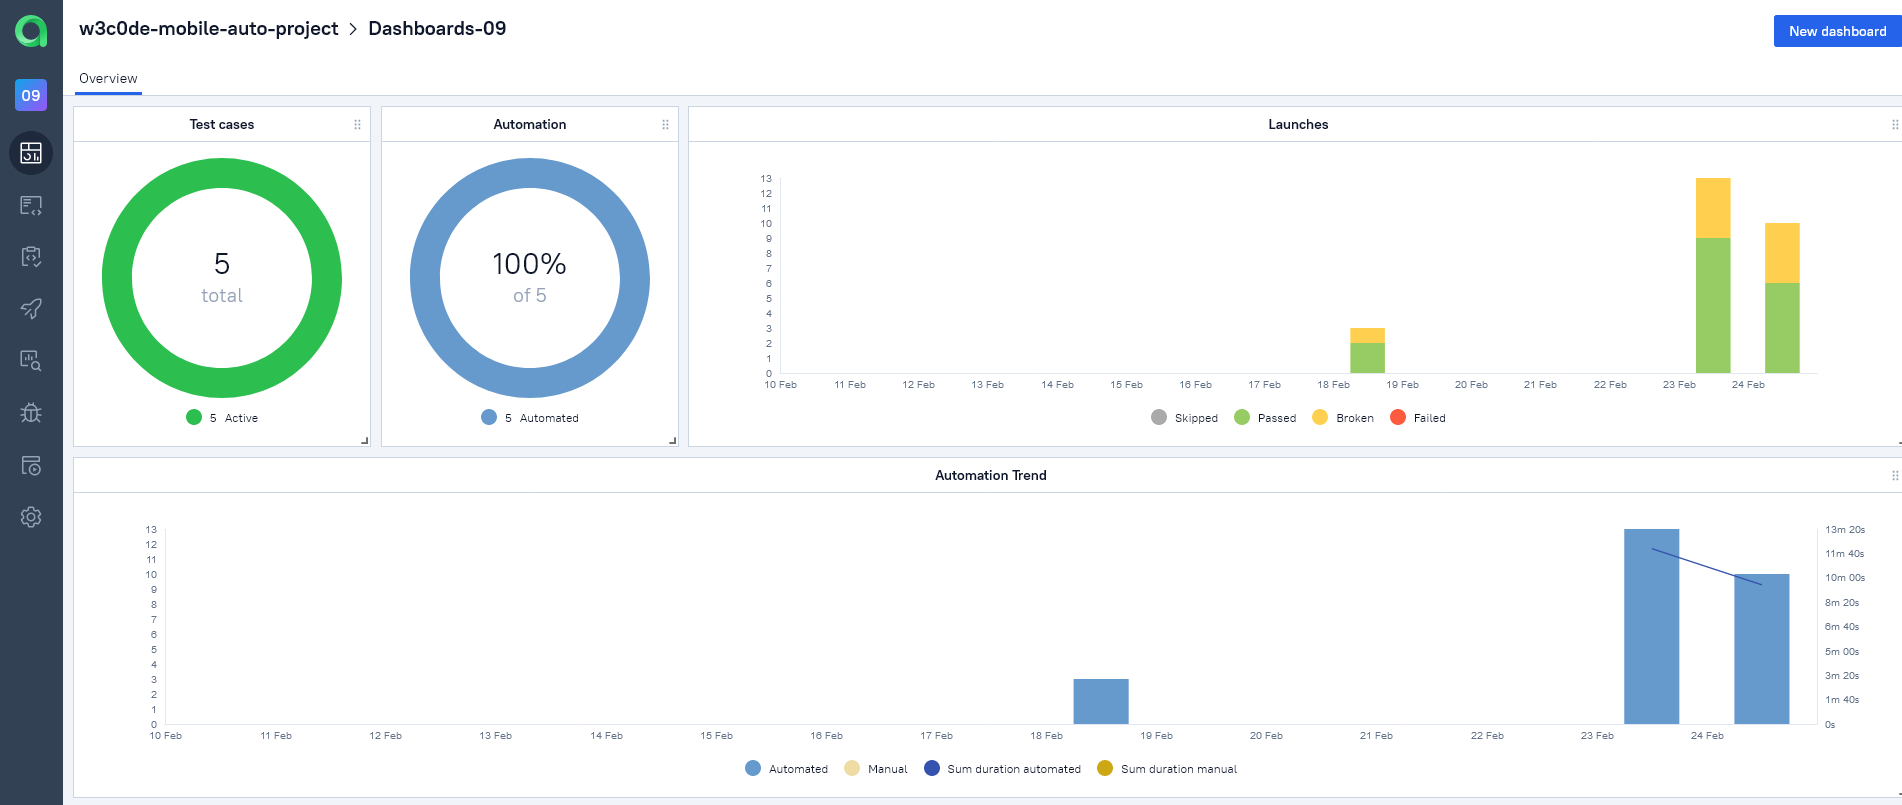 w3c0de-mobile-auto-project > Dashboards-09
New dashboard
09
Overview
Test cases
5
total
5 Active
Automation
100%
of 5
5 Automated
Launches
13
12
11
10
9
8
7
6
5
4
3
2
1
0
10 Feb 11 Feb 12 Feb 13 Feb 14 Feb 15 Feb 16 Feb 17 Feb 18 Feb 19 Feb 20 Feb 21 Feb 22 Feb 23 Feb 24 Feb
Skipped Passed Broken Failed
Automation Trend
13
12
11
10
9
8
7
6
5
4
3
2
1
0
13m 20s
11m 40s
10m 00s
8m 20s
6m 40s
5m 00s
3m 20s
1m 40s
0s
10 Feb 11 Feb 12 Feb 13 Feb 14 Feb 15 Feb 16 Feb 17 Feb 18 Feb 19 Feb 20 Feb 21 Feb 22 Feb 23 Feb 24 Feb
Automated Manual Sum duration automated Sum duration manual